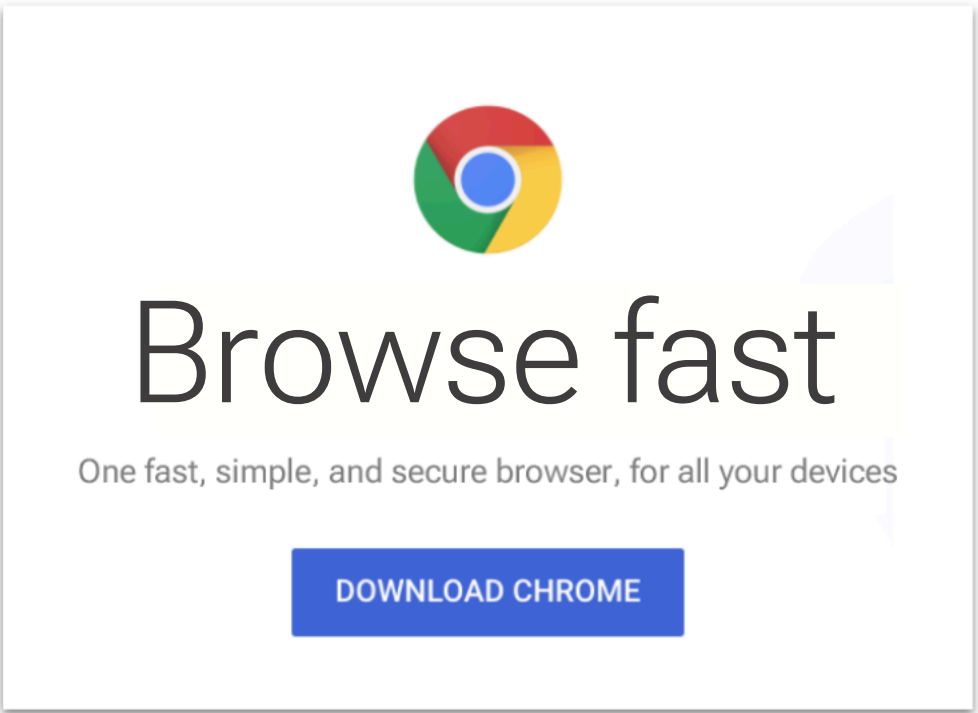 Browse fast
One fast, simple, and secure browser, for all your devices
DOWNLOAD CHROME